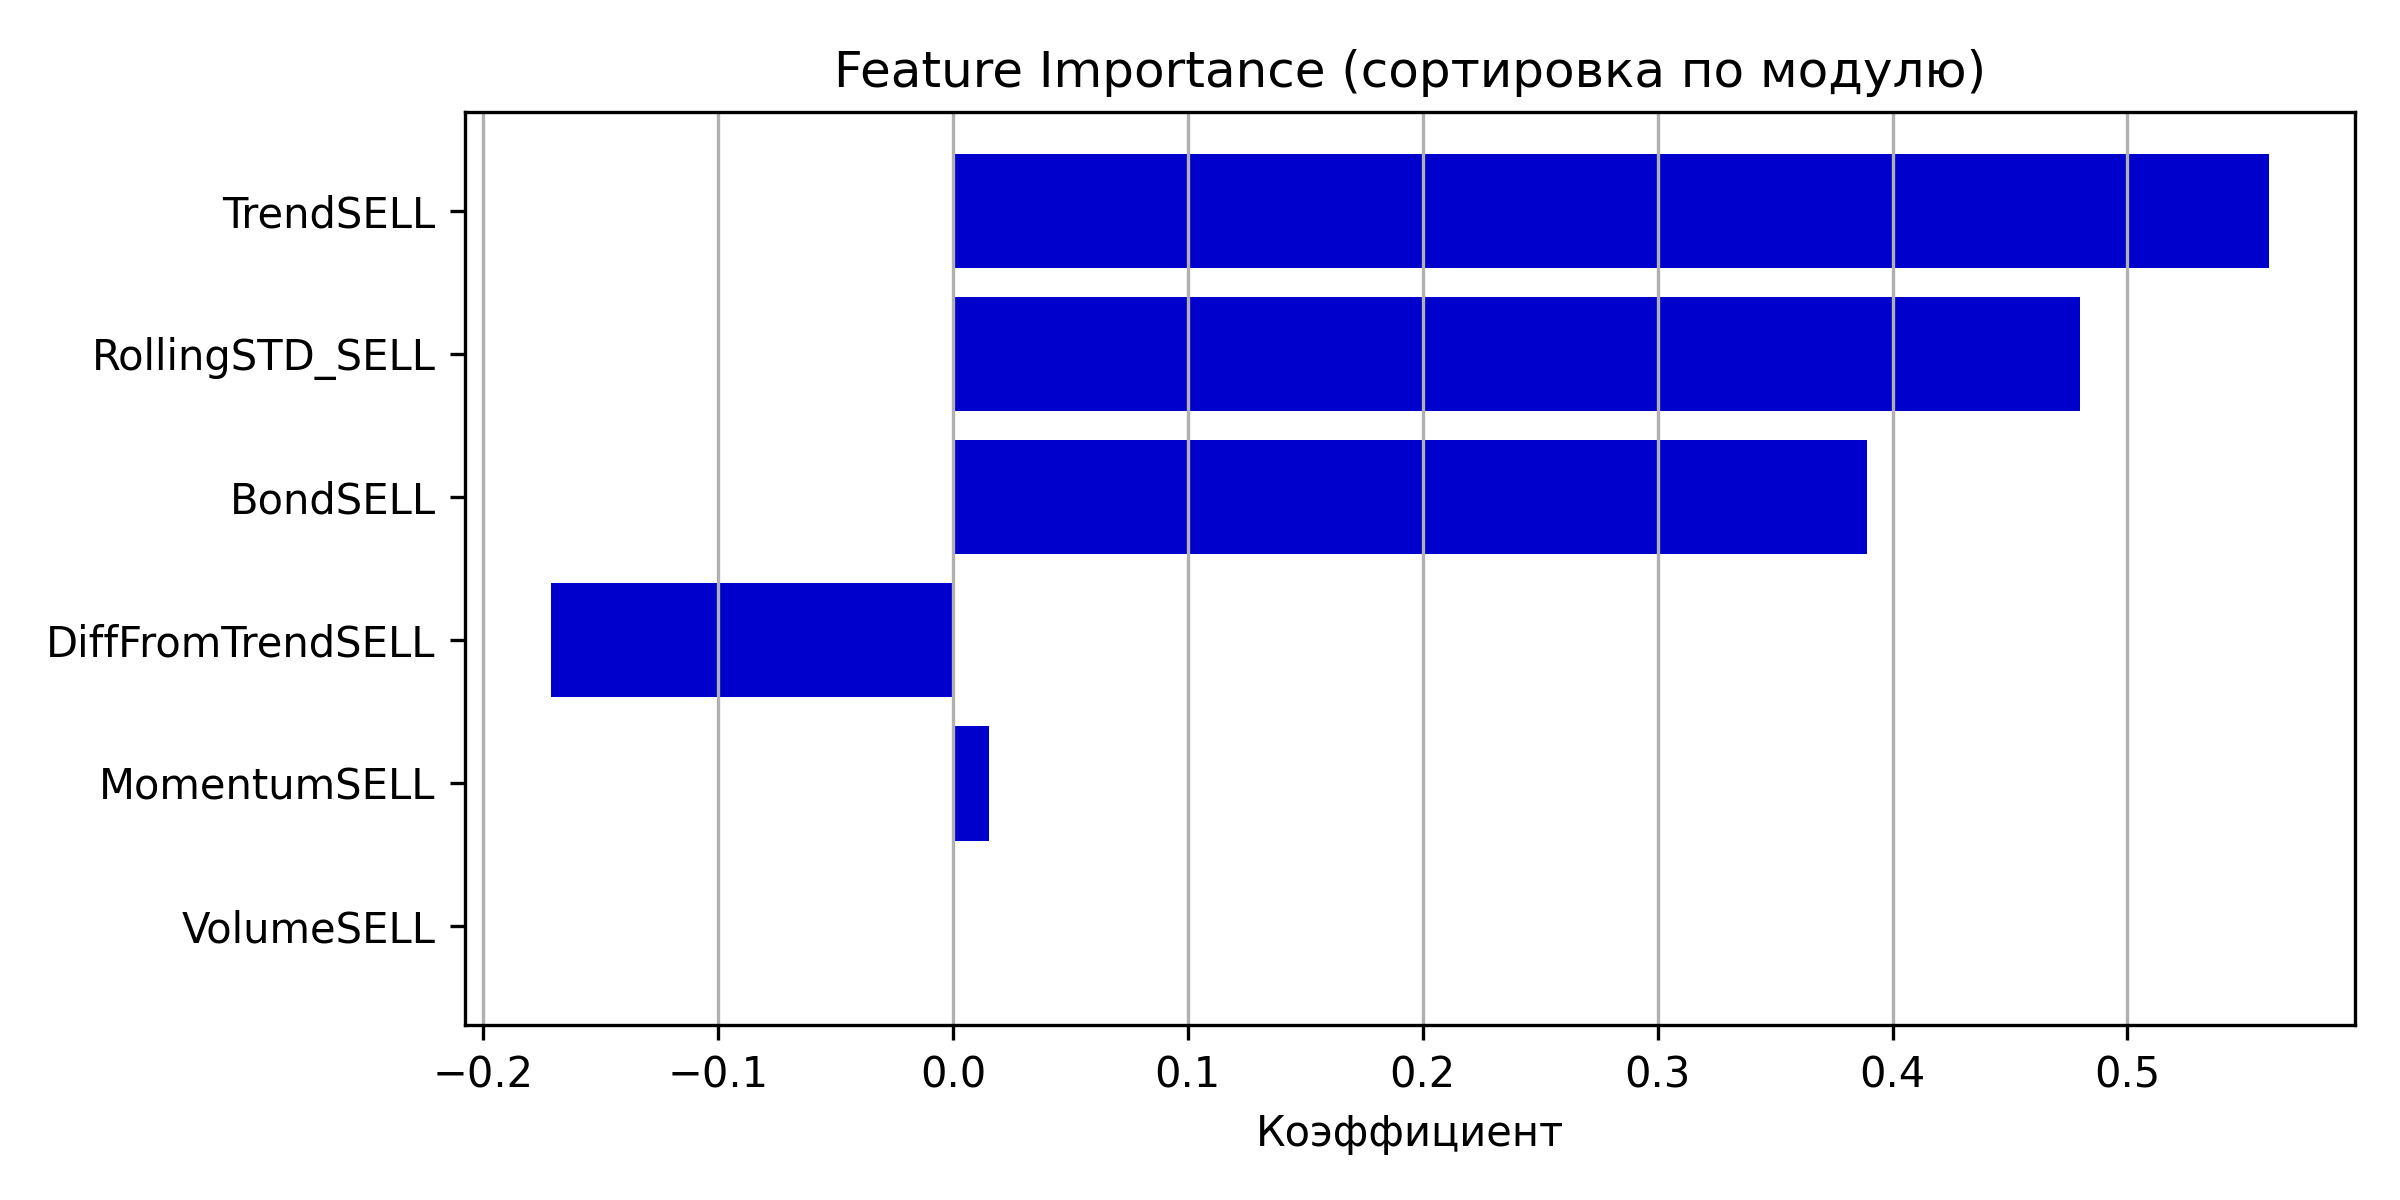 Feature Importance (сортировка по модулю)
TrendSELL
RollingSTD_SELL
BondSELL
DiffFromTrendSELL
MomentumSELL
VolumeSELL
−0.2 −0.1 0.0 0.1 0.2 0.3 0.4 0.5
Коэффициент